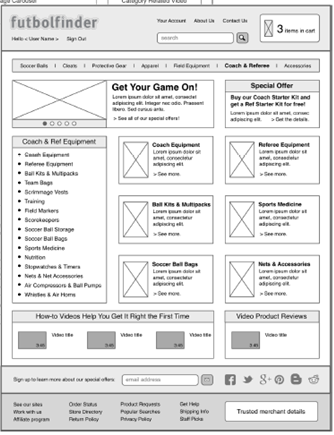 Category Related Video
futbolfinder
Your Account About Us Contact Us
Hello < User Name > Sign Out
search
3 items in cart
Soccer Balls | Cleats | Protective Gear | Apparel | Field Equipment | Coach & Referee | Accessories
Get Your Game On!
Lorem ipsum dolor sit amet, consectetur
adipiscing elit. Integer nec odio. Praesent
libero. Sed cursus ante.
> See all of our special offers!
Special Offer
Buy our Coach Starter Kit and
get a Ref Starter Kit for free!
Lorem ipsum dolor sit amet, consectetur
adipiscing elit. > Get the details.
Coach & Ref Equipment
Coach Equipment
Referee Equipment
Ball Kits & Multipacks
Team Bags
Scrimmage Vests
Training
Field Markers
Scorekeepers
Soccer Ball Storage
Soccer Ball Bags
Sports Medicine
Nutrition
Stopwatches & Timers
Nets & Net Accessories
Air Compressors & Ball Pumps
Whistles & Air Horns
Coach Equipment
Lorem ipsum dolor sit
amet, consectetur
adipiscing elit.
> See more.
Referee Equipment
Lorem ipsum dolor sit
amet, consectetur
adipiscing elit.
> See more.
Ball Kits & Multipacks
Lorem ipsum dolor sit
amet, consectetur
adipiscing elit.
> See more.
Sports Medicine
Lorem ipsum dolor sit
amet, consectetur
adipiscing elit.
> See more.
Soccer Ball Bags
Lorem ipsum dolor sit
amet, consectetur
adipiscing elit.
> See more.
Nets & Accessories
Lorem ipsum dolor sit
amet, consectetur
adipiscing elit.
> See more.
How-to Videos Help You Get It Right the First Time
Video title Video title Video title
3:45 3:45 3:45
Video Product Reviews
Video title
3:45
Sign up to learn more about our special offers: email address
See our sites Order Status Product Requests Get Help
Work with us Store Directory Popular Searches Shipping Info
Affiliate program Return Policy Privacy Policy Staff Picks
Trusted merchant details